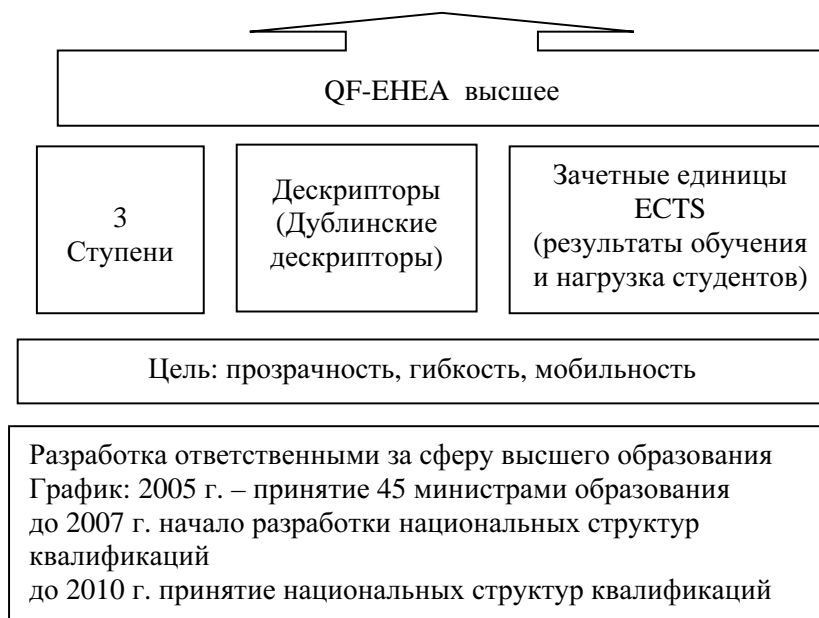 QF-EHEA высшее
3
Ступени
Дескрипторы
(Дублинские
дескрипторы)
Зачетные единицы
ECTS
(результаты обучения
и нагрузка студентов)
Цель: прозрачность, гибкость, мобильность
Разработка ответственными за сферу высшего образования
График: 2005 г. – принятие 45 министрами образования
до 2007 г. начало разработки национальных структур
квалификаций
до 2010 г. принятие национальных структур квалификаций